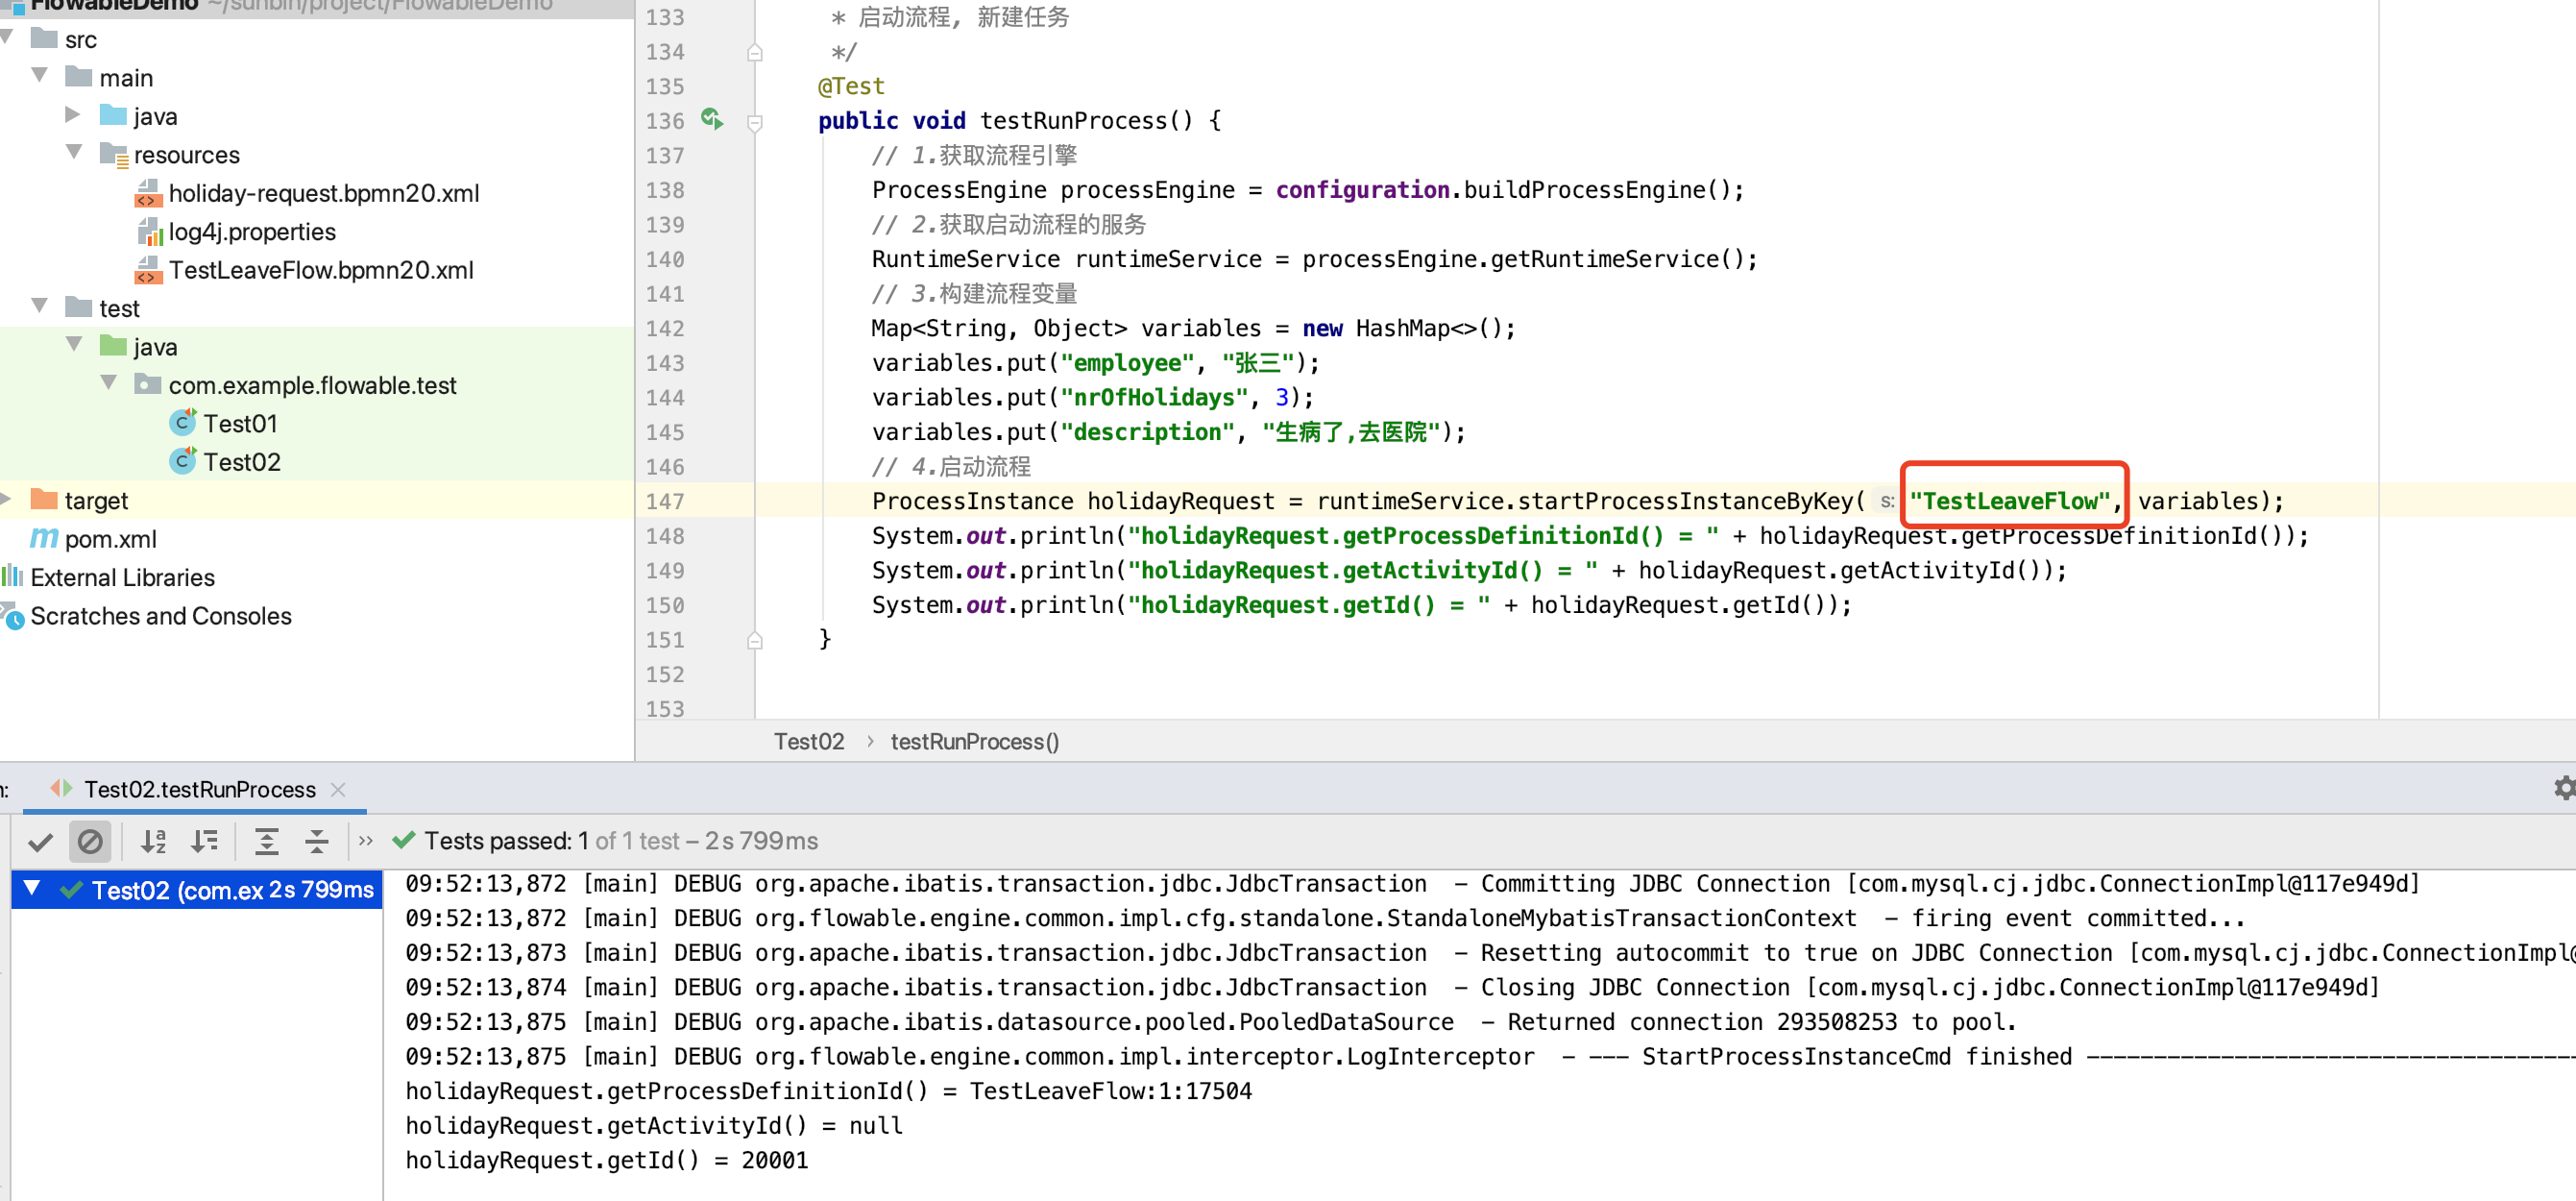 FlowableDemo ~/sunbin/project/FlowableDemo
src
main
java
resources
holiday-request.bpmn20.xml
log4j.properties
TestLeaveFlow.bpmn20.xml
test
java
com.example.flowable.test
Test01
Test02
target
pom.xml
External Libraries
Scratches and Consoles
133 * 启动流程, 新建任务
134 */
135 @Test
136 public void testRunProcess() {
137 // 1.获取流程引擎
138 ProcessEngine processEngine = configuration.buildProcessEngine();
139 // 2.获取启动流程的服务
140 RuntimeService runtimeService = processEngine.getRuntimeService();
141 // 3.构建流程变量
142 Map<String, Object> variables = new HashMap<>();
143 variables.put("employee", "张三");
144 variables.put("nrOfHolidays", 3);
145 variables.put("description", "生病了,去医院");
146 // 4.启动流程
147 ProcessInstance holidayRequest = runtimeService.startProcessInstanceByKey( s: "TestLeaveFlow", variables);
148 System.out.println("holidayRequest.getProcessDefinitionId() = " + holidayRequest.getProcessDefinitionId());
149 System.out.println("holidayRequest.getActivityId() = " + holidayRequest.getActivityId());
150 System.out.println("holidayRequest.getId() = " + holidayRequest.getId());
151 }
152
153
Test02 › testRunProcess()
n: Test02.testRunProcess ×
» Tests passed: 1 of 1 test – 2 s 799 ms
Test02 (com.ex 2 s 799 ms
09:52:13,872 [main] DEBUG org.apache.ibatis.transaction.jdbc.JdbcTransaction - Committing JDBC Connection [com.mysql.cj.jdbc.ConnectionImpl@117e949d]
09:52:13,872 [main] DEBUG org.flowable.engine.common.impl.cfg.standalone.StandaloneMybatisTransactionContext - firing event committed...
09:52:13,873 [main] DEBUG org.apache.ibatis.transaction.jdbc.JdbcTransaction - Resetting autocommit to true on JDBC Connection [com.mysql.cj.jdbc.ConnectionImpl@
09:52:13,874 [main] DEBUG org.apache.ibatis.transaction.jdbc.JdbcTransaction - Closing JDBC Connection [com.mysql.cj.jdbc.ConnectionImpl@117e949d]
09:52:13,875 [main] DEBUG org.apache.ibatis.datasource.pooled.PooledDataSource - Returned connection 293508253 to pool.
09:52:13,875 [main] DEBUG org.flowable.engine.common.impl.interceptor.LogInterceptor - --- StartProcessInstanceCmd finished -------------------------------------
holidayRequest.getProcessDefinitionId() = TestLeaveFlow:1:17504
holidayRequest.getActivityId() = null
holidayRequest.getId() = 20001